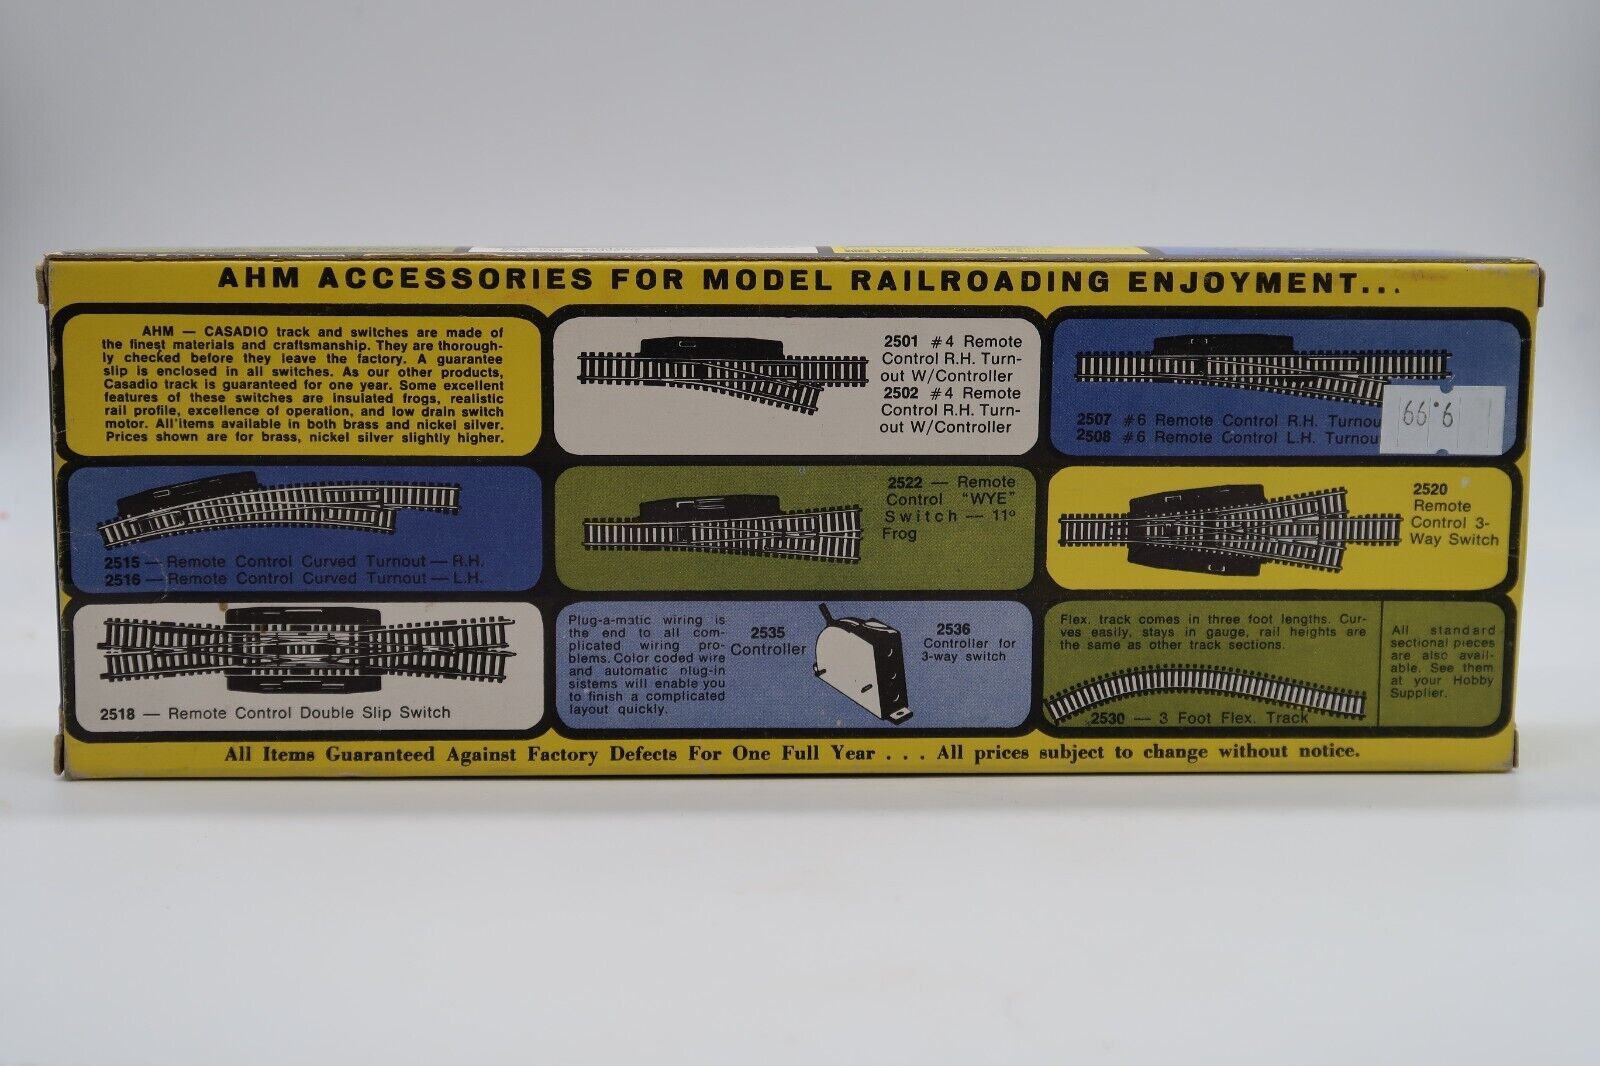 AHM ACCESSORIES FOR MODEL RAILROADING ENJOYMENT...
AHM — CASADIO track and switches are made of
the finest materials and craftsmanship. They are thorough-
ly checked before they leave the factory. A guarantee
slip is enclosed in all switches. As our other products,
Casadio track is guaranteed for one year. Some excellent
features of these switches are insulated frogs, realistic
rail profile, excellence of operation, and low drain switch
motor. All items available in both brass and nickel silver.
Prices shown are for brass, nickel silver slightly higher.
2501 #4 Remote
Control R.H. Turn-
out W/Controller
2502 #4 Remote
Control R.H. Turn-
out W/Controller
2507 #6 Remote Control R.H. Turnou
2508 #6 Remote Control L.H. Turnou
9.99
2515 — Remote Control Curved Turnout — R.H.
2516 — Remote Control Curved Turnout — L.H.
2522 — Remote
Control "WYE"
Switch — 11°
Frog
2520
Remote
Control 3-
Way Switch
2518 — Remote Control Double Slip Switch
Plug-a-matic wiring is
the end to all com-
plicated wiring pro-
blems. Color coded wire
and automatic plug-in
sistems will enable you
to finish a complicated
layout quickly.
2535
Controller
2536
Controller for
3-way switch
Flex. track comes in three foot lengths. Cur-
ves easily, stays in gauge, rail heights are
the same as other track sections.
2530 — 3 Foot Flex. Track
All standard
sectional pieces
are also avail-
able. See them
at your Hobby
Supplier.
All Items Guaranteed Against Factory Defects For One Full Year . . . All prices subject to change without notice.